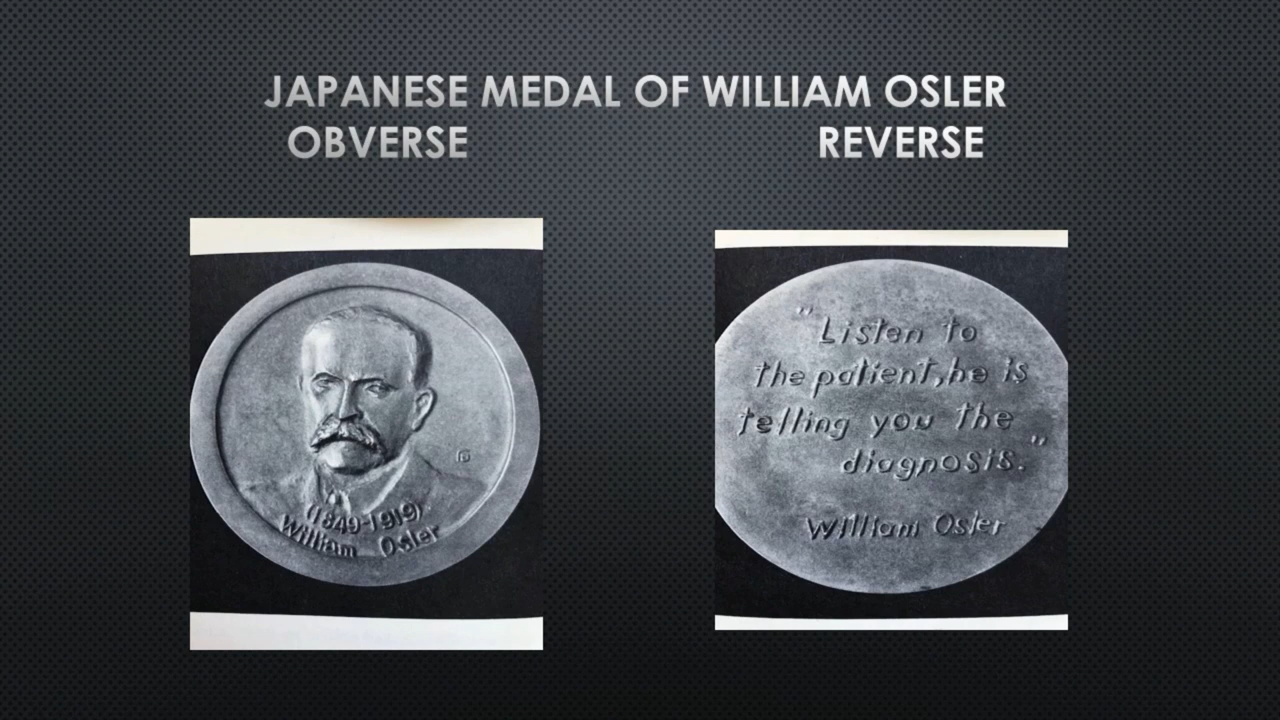 JAPANESE MEDAL OF WILLIAM OSLER
OBVERSE REVERSE
(1849-1919)
William Osler
"Listen to
the patient, he is
telling you the
diagnosis."
William Osler